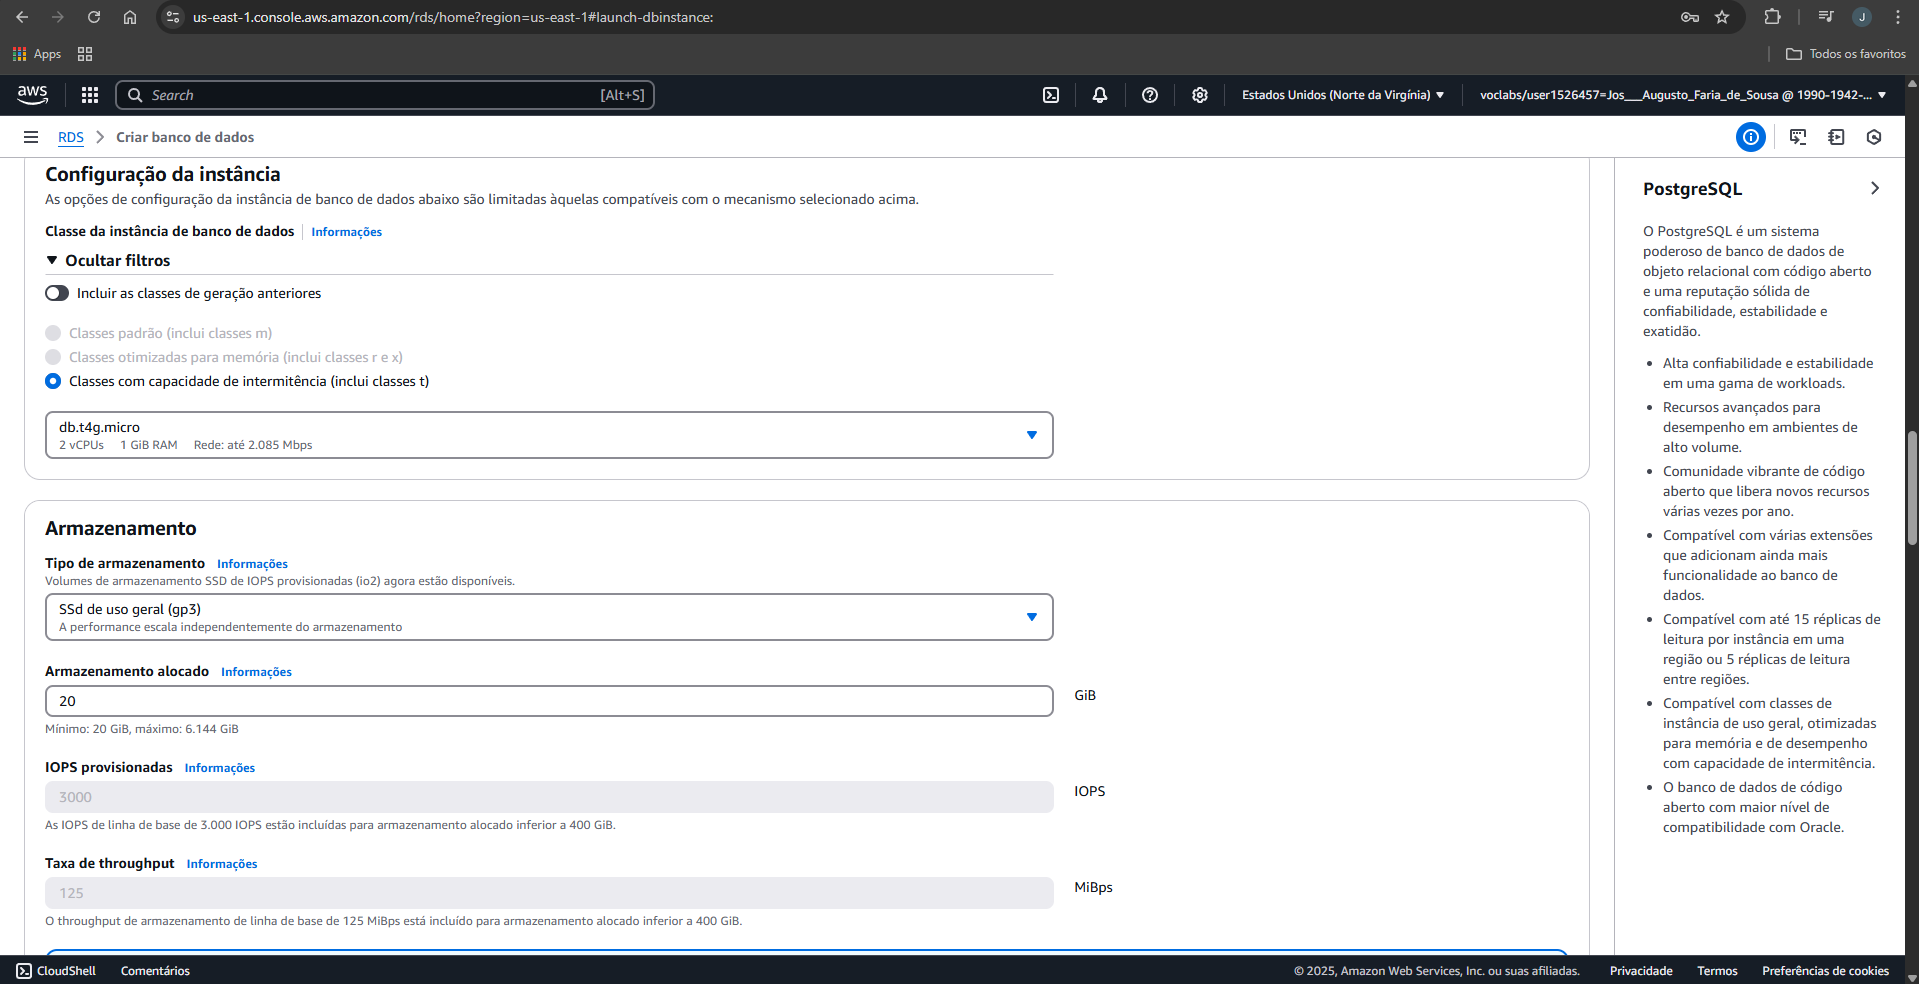 us-east-1.console.aws.amazon.com/rds/home?region=us-east-1#launch-dbinstance:
J
Apps
Todos os favoritos
aws
Search
[Alt+S]
Estados Unidos (Norte da Virgínia)
voclabs/user1526457=Jos___Augusto_Faria_de_Sousa @ 1990-1942-...
RDS
Criar banco de dados
Configuração da instância
As opções de configuração da instância de banco de dados abaixo são limitadas àquelas compatíveis com o mecanismo selecionado acima.
Classe da instância de banco de dados
Informações
Ocultar filtros
Incluir as classes de geração anteriores
Classes padrão (inclui classes m)
Classes otimizadas para memória (inclui classes r e x)
Classes com capacidade de intermitência (inclui classes t)
db.t4g.micro
2 vCPUs 1 GiB RAM Rede: até 2.085 Mbps
Armazenamento
Tipo de armazenamento Informações
Volumes de armazenamento SSD de IOPS provisionadas (io2) agora estão disponíveis.
SSd de uso geral (gp3)
A performance escala independentemente do armazenamento
Armazenamento alocado Informações
20
GiB
Mínimo: 20 GiB, máximo: 6.144 GiB
IOPS provisionadas Informações
3000
IOPS
As IOPS de linha de base de 3.000 IOPS estão incluídas para armazenamento alocado inferior a 400 GiB.
Taxa de throughput Informações
125
MiBps
O throughput de armazenamento de linha de base de 125 MiBps está incluído para armazenamento alocado inferior a 400 GiB.
PostgreSQL
O PostgreSQL é um sistema
poderoso de banco de dados de
objeto relacional com código aberto
e uma reputação sólida de
confiabilidade, estabilidade e
exatidão.
• Alta confiabilidade e estabilidade
em uma gama de workloads.
• Recursos avançados para
desempenho em ambientes de
alto volume.
• Comunidade vibrante de código
aberto que libera novos recursos
várias vezes por ano.
• Compatível com várias extensões
que adicionam ainda mais
funcionalidade ao banco de
dados.
• Compatível com até 15 réplicas de
leitura por instância em uma
região ou 5 réplicas de leitura
entre regiões.
• Compatível com classes de
instância de uso geral, otimizadas
para memória e de desempenho
com capacidade de intermitência.
• O banco de dados de código
aberto com maior nível de
compatibilidade com Oracle.
CloudShell
Comentários
© 2025, Amazon Web Services, Inc. ou suas afiliadas.
Privacidade
Termos
Preferências de cookies